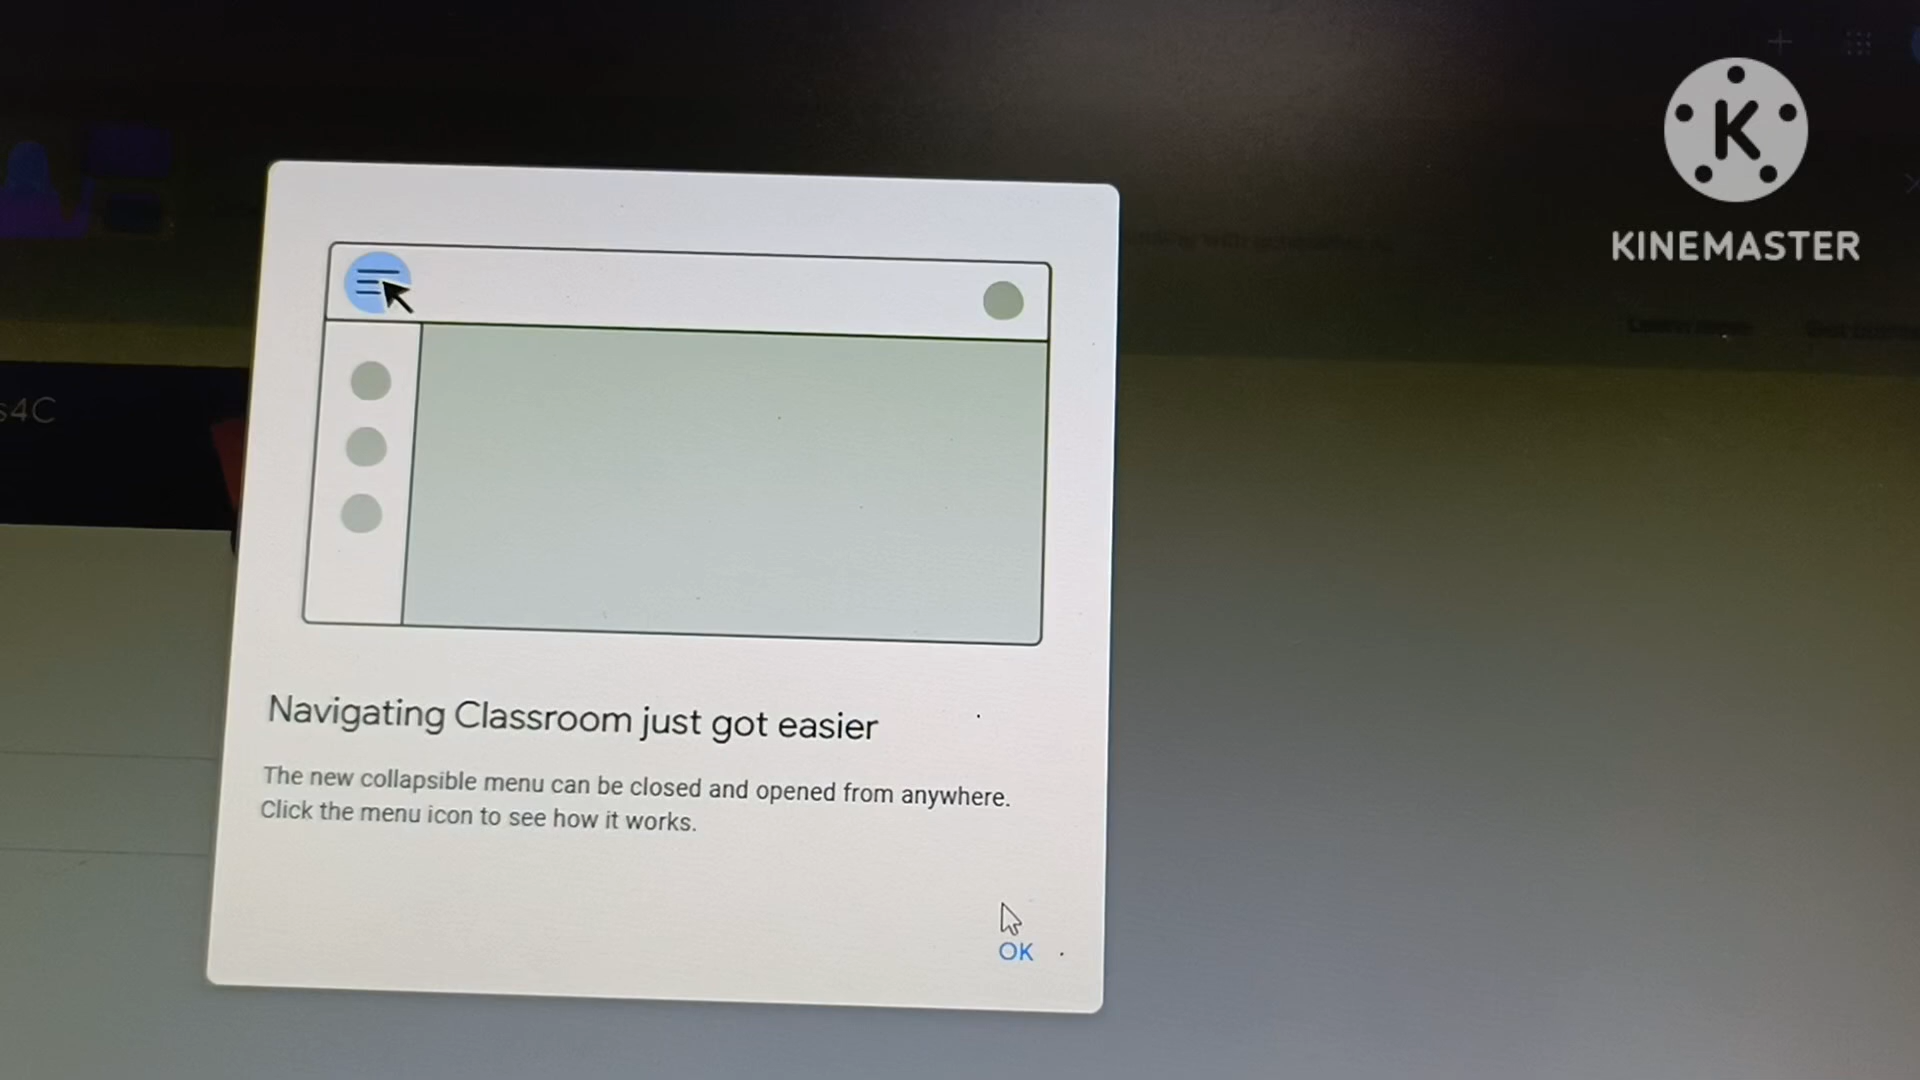 K
KINEMASTER
s4C
Navigating Classroom just got easier
The new collapsible menu can be closed and opened from anywhere.
Click the menu icon to see how it works.
OK